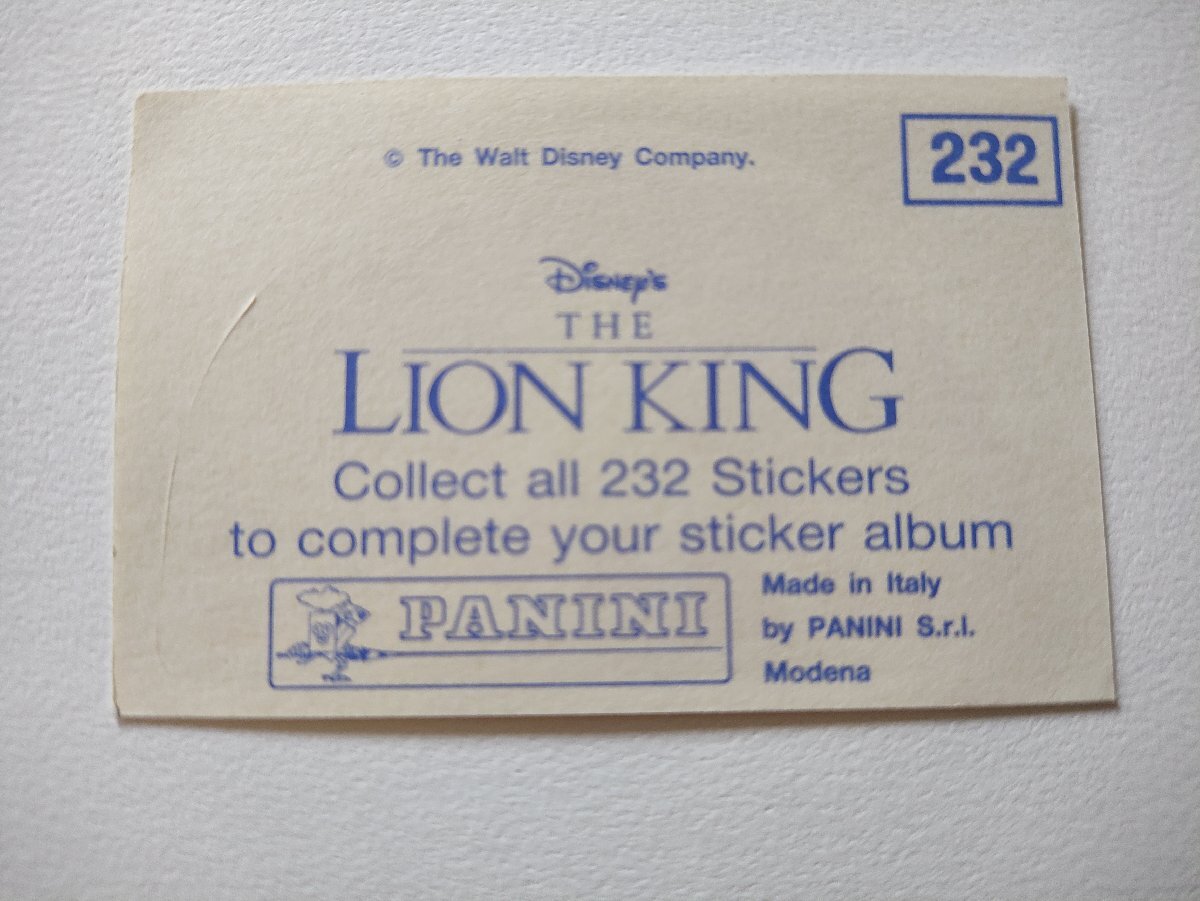 © The Walt Disney Company.
232
Disney's
THE
LION KING
Collect all 232 Stickers
to complete your sticker album
PANINI
Made in Italy
by PANINI S.r.l.
Modena